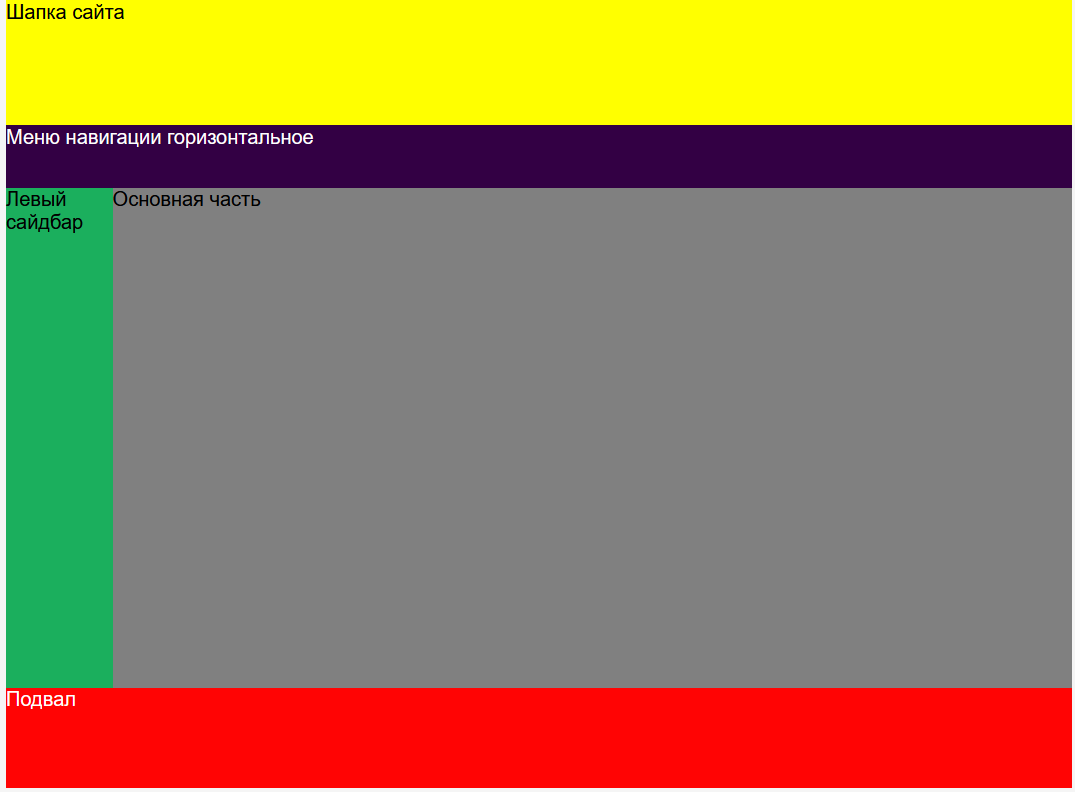 Шапка сайта
Меню навигации горизонтальное
Левый
сайдбар
Основная часть
Подвал